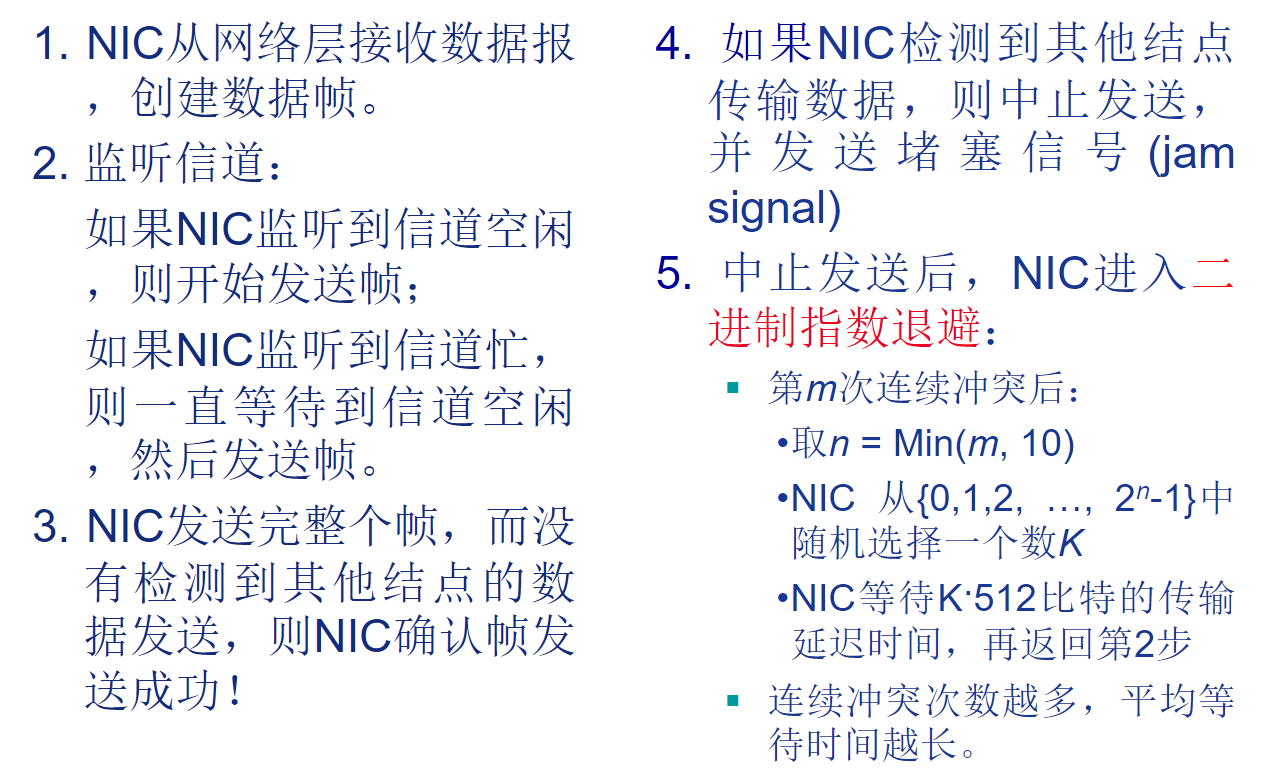 1. NIC从网络层接收数据报
，创建数据帧。
2. 监听信道：
如果NIC监听到信道空闲
，则开始发送帧；
如果NIC监听到信道忙，
则一直等待到信道空闲
，然后发送帧。
3. NIC发送完整个帧，而没
有检测到其他结点的数
据发送，则NIC确认帧发
送成功！
4. 如果NIC检测到其他结点
传输数据，则中止发送，
并发送堵塞信号(jam
signal)
5. 中止发送后，NIC进入二
进制指数退避：
▪ 第m次连续冲突后：
•取n = Min(m, 10)
•NIC 从{0,1,2, …, 2ⁿ-1}中
随机选择一个数K
•NIC等待K·512比特的传输
延迟时间，再返回第2步
▪ 连续冲突次数越多，平均等
待时间越长。